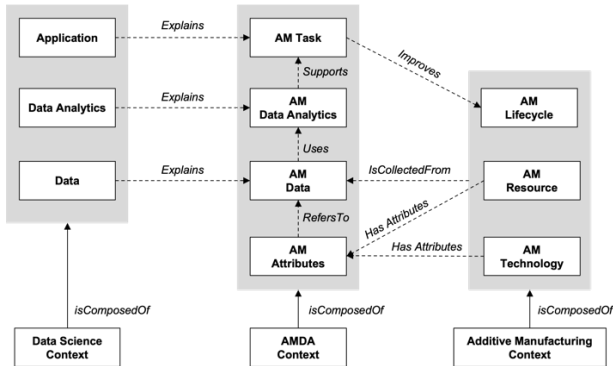 Application
Explains
AM Task
Improves
Supports
Data Analytics
Explains
AM
Data Analytics
AM
Lifecycle
Uses
Data
Explains
AM
Data
IsCollectedFrom
AM
Resource
RefersTo
Has Attributes
AM
Attributes
Has Attributes
AM
Technology
isComposedOf
isComposedOf
isComposedOf
Data Science
Context
AMDA
Context
Additive Manufacturing
Context